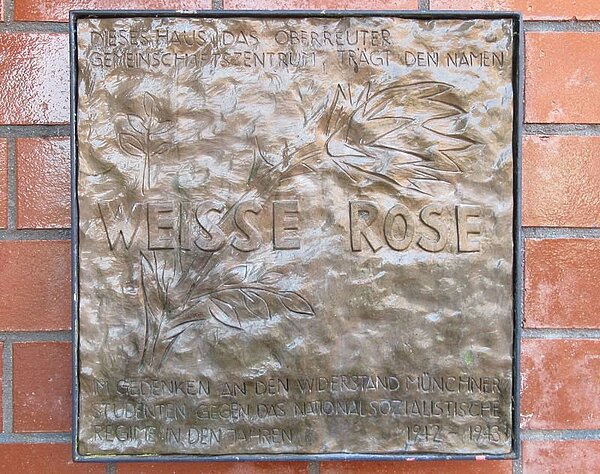 DIESES HAUS, DAS OBERREUTER
GEMEINSCHAFTSZENTRUM, TRÄGT DEN NAMEN
WEISSE ROSE
IM GEDENKEN AN DEN WIDERSTAND MÜNCHNER
STUDENTEN GEGEN DAS NATIONALSOZIALISTISCHE
REGIME IN DEN JAHREN 1942 - 1943